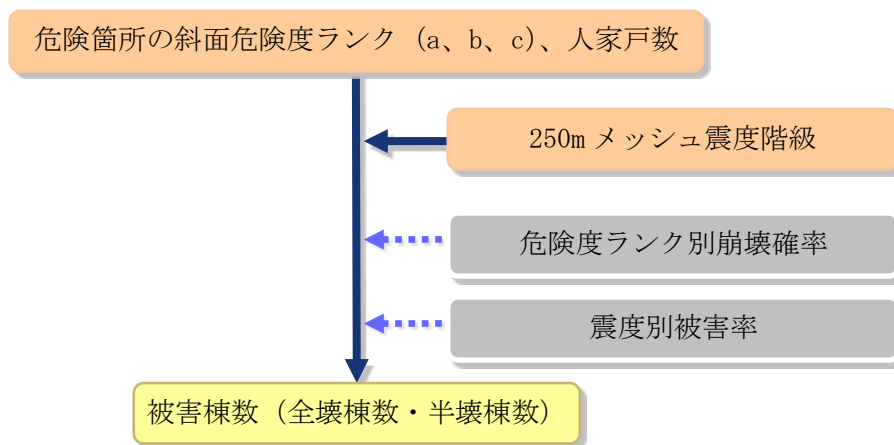 危険箇所の斜面危険度ランク（a、b、c）、人家戸数
250m メッシュ震度階級
危険度ランク別崩壊確率
震度別被害率
被害棟数（全壊棟数・半壊棟数）